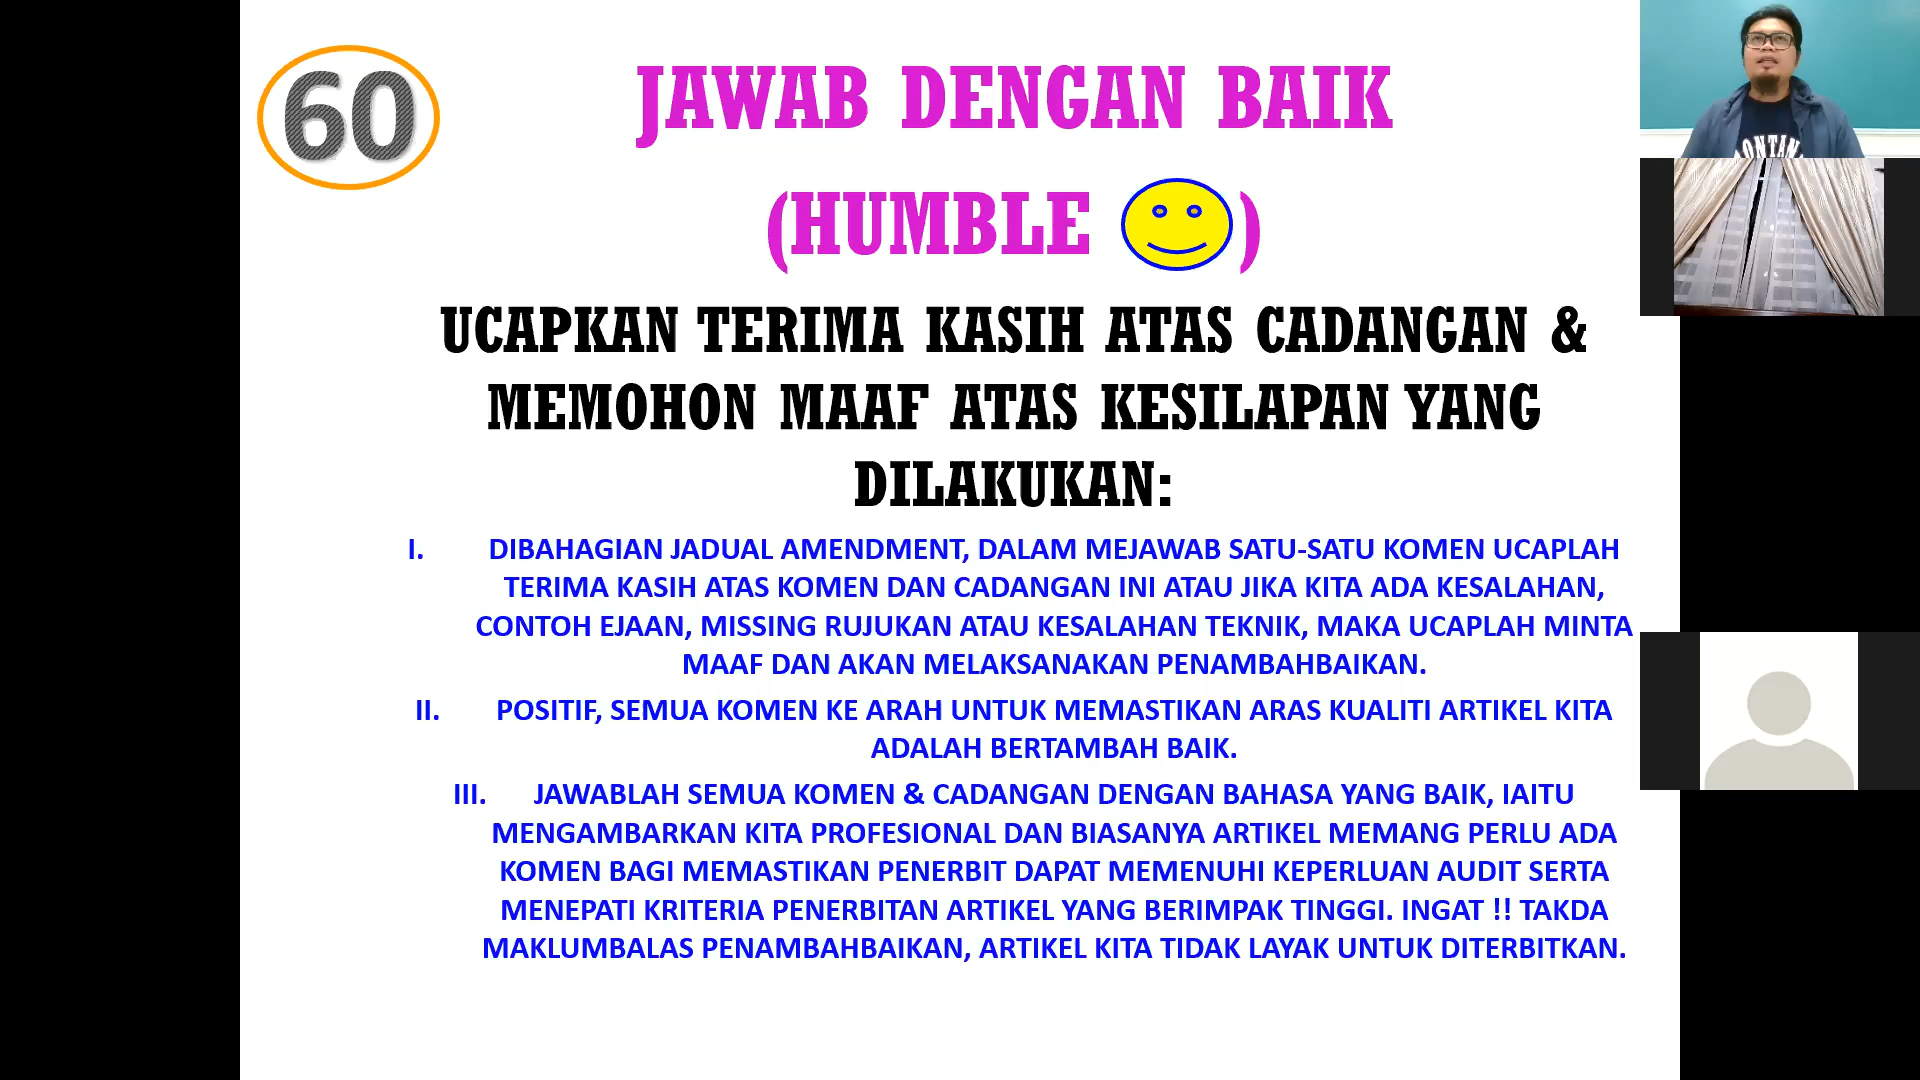 60
JAWAB DENGAN BAIK
(HUMBLE )
UCAPKAN TERIMA KASIH ATAS CADANGAN &
MEMOHON MAAF ATAS KESILAPAN YANG
DILAKUKAN:
I. DIBAHAGIAN JADUAL AMENDMENT, DALAM MEJAWAB SATU-SATU KOMEN UCAPLAH
TERIMA KASIH ATAS KOMEN DAN CADANGAN INI ATAU JIKA KITA ADA KESALAHAN,
CONTOH EJAAN, MISSING RUJUKAN ATAU KESALAHAN TEKNIK, MAKA UCAPLAH MINTA
MAAF DAN AKAN MELAKSANAKAN PENAMBAHBAIKAN.
II. POSITIF, SEMUA KOMEN KE ARAH UNTUK MEMASTIKAN ARAS KUALITI ARTIKEL KITA
ADALAH BERTAMBAH BAIK.
III. JAWABLAH SEMUA KOMEN & CADANGAN DENGAN BAHASA YANG BAIK, IAITU
MENGAMBARKAN KITA PROFESIONAL DAN BIASANYA ARTIKEL MEMANG PERLU ADA
KOMEN BAGI MEMASTIKAN PENERBIT DAPAT MEMENUHI KEPERLUAN AUDIT SERTA
MENEPATI KRITERIA PENERBITAN ARTIKEL YANG BERIMPAK TINGGI. INGAT !! TAKDA
MAKLUMBALAS PENAMBAHBAIKAN, ARTIKEL KITA TIDAK LAYAK UNTUK DITERBITKAN.